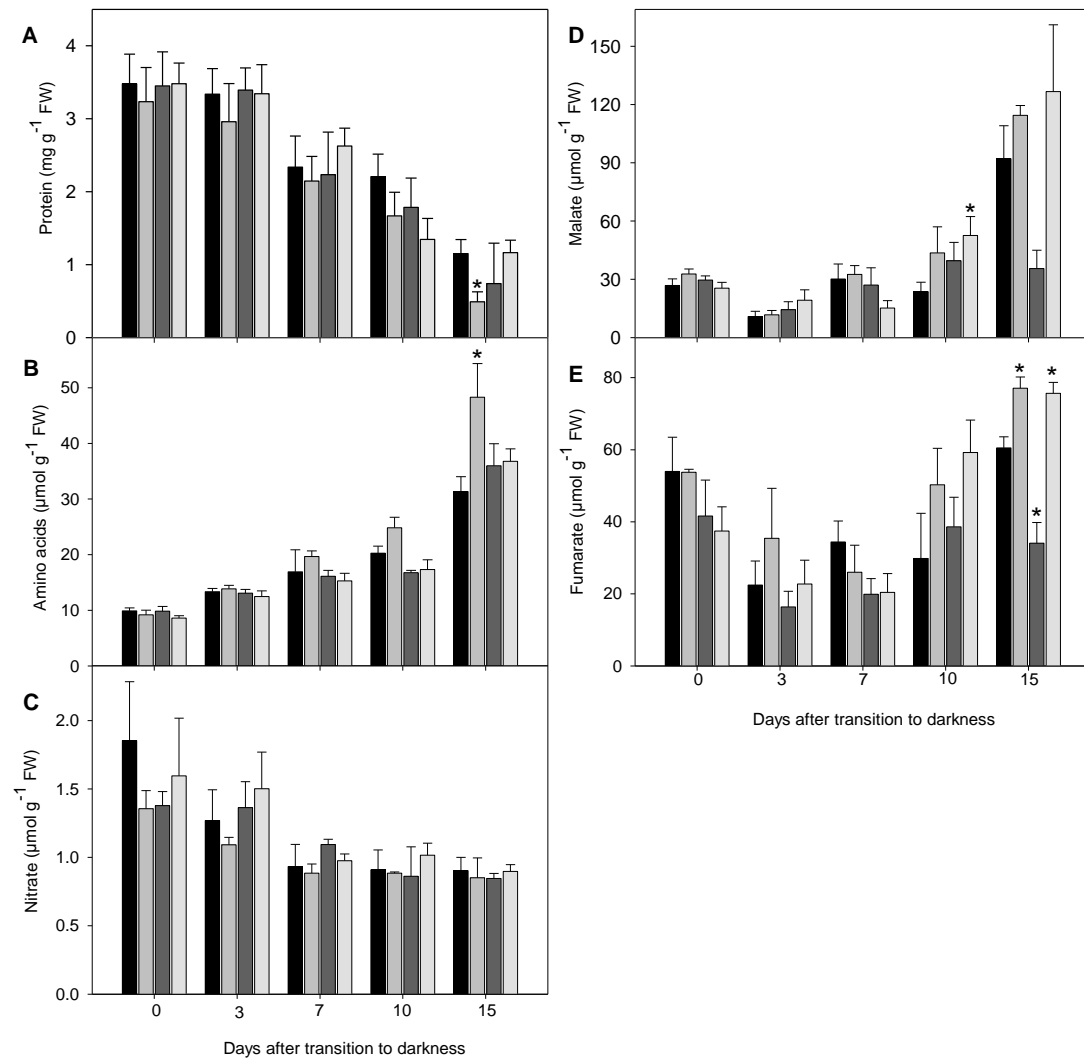 A
Protein (mg g⁻¹ FW)
4
3
2
1
0
*
B
Amino acids (µmol g⁻¹ FW)
50
40
30
20
10
0
*
C
Nitrate (µmol g⁻¹ FW)
2.0
1.5
1.0
0.5
0.0
0 3 7 10 15
Days after transition to darkness
D
Malate (µmol g⁻¹ FW)
150
120
90
60
30
0
*
E
Fumarate (µmol g⁻¹ FW)
80
60
40
20
0
* * *
0 3 7 10 15
Days after transition to darkness